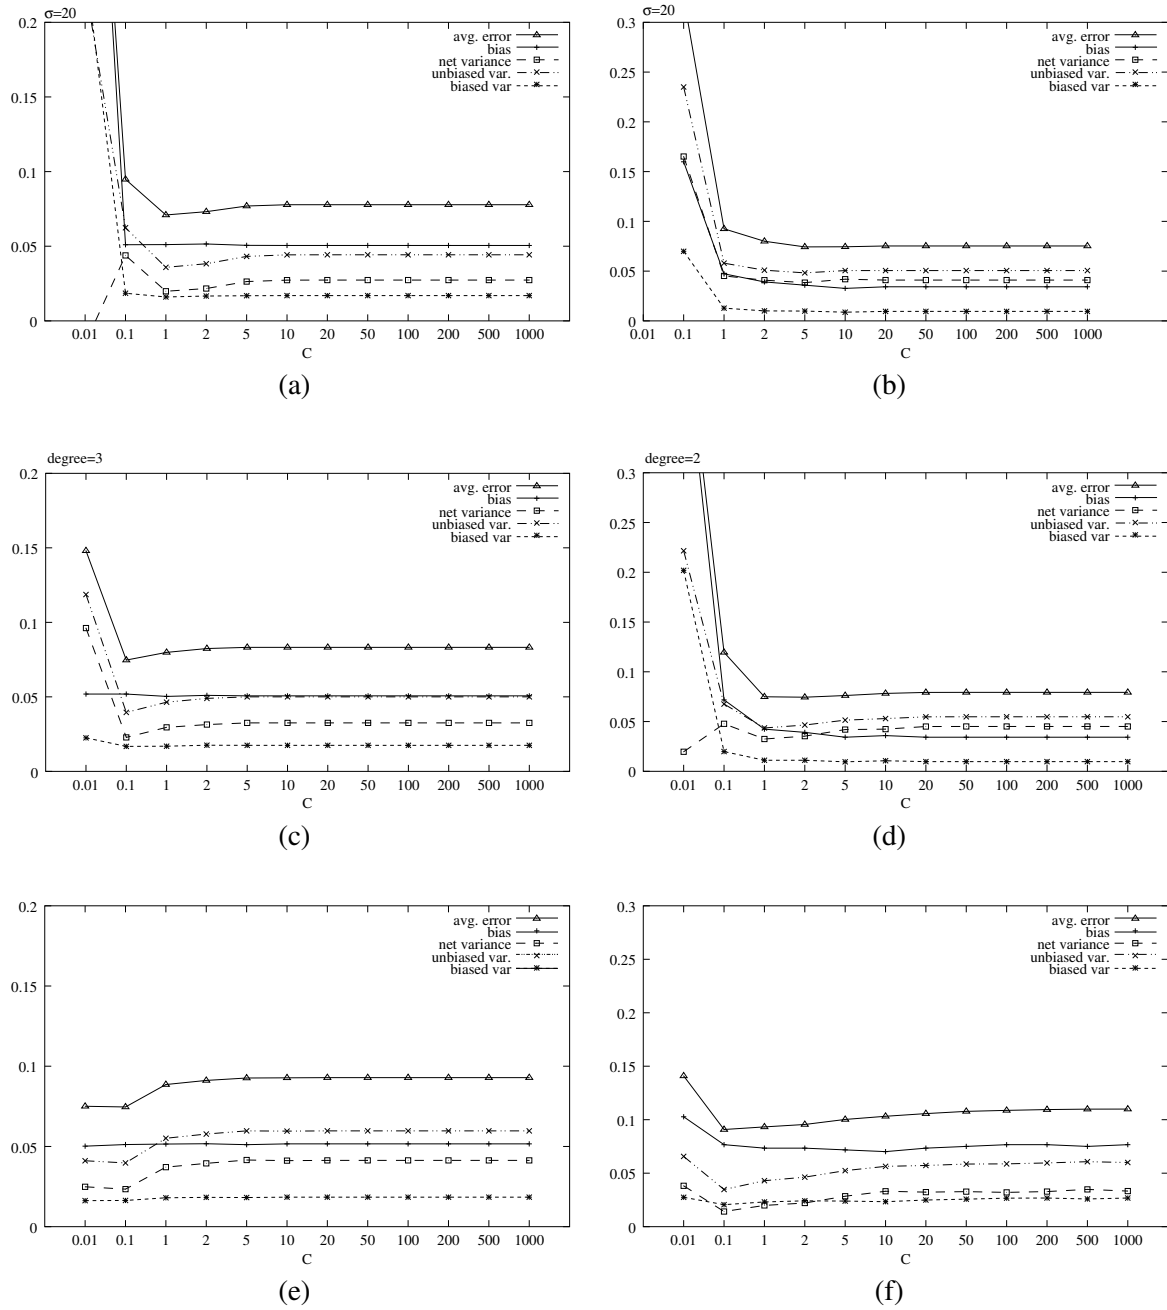 σ=20
0.2
0.15
0.1
0.05
0
avg. error
bias
net variance
unbiased var.
biased var
0.01 0.1 1 2 5 10 20 50 100 200 500 1000
C
(a)
σ=20
0.3
0.25
0.2
0.15
0.1
0.05
0
avg. error
bias
net variance
unbiased var.
biased var
0.01 0.1 1 2 5 10 20 50 100 200 500 1000
C
(b)
degree=3
0.2
0.15
0.1
0.05
0
avg. error
bias
net variance
unbiased var.
biased var
0.01 0.1 1 2 5 10 20 50 100 200 500 1000
C
(c)
degree=2
0.3
0.25
0.2
0.15
0.1
0.05
0
avg. error
bias
net variance
unbiased var.
biased var
0.01 0.1 1 2 5 10 20 50 100 200 500 1000
C
(d)
0.2
0.15
0.1
0.05
0
avg. error
bias
net variance
unbiased var.
biased var
0.01 0.1 1 2 5 10 20 50 100 200 500 1000
C
(e)
0.3
0.25
0.2
0.15
0.1
0.05
0
avg. error
bias
net variance
unbiased var.
biased var
0.01 0.1 1 2 5 10 20 50 100 200 500 1000
C
(f)